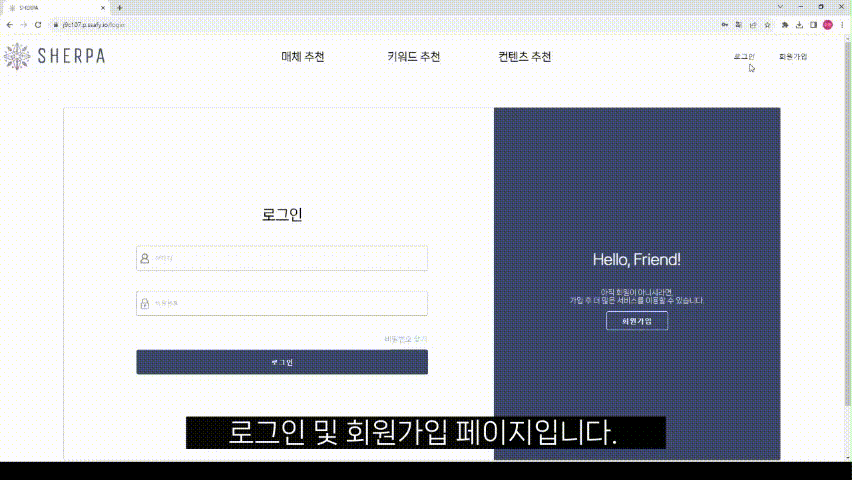 SHERPA
j9c107.p.ssafy.io/login
SHERPA
매체 추천
키워드 추천
컨텐츠 추천
로그인
회원가입
로그인
아이디
비밀번호
비밀번호 찾기
로그인
Hello, Friend!
아직 회원이 아니시라면,
가입 후 더 많은 서비스를 이용할 수 있습니다.
회원가입
로그인 및 회원가입 페이지입니다.